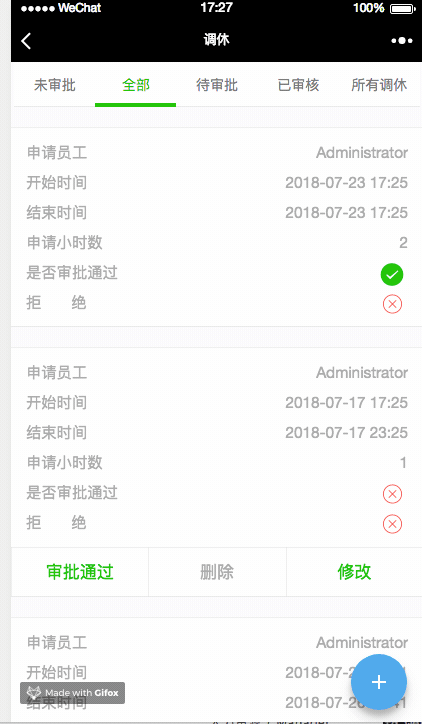 ●●●●● WeChat 17:27 100%
调休
未审批 全部 待审批 已审核 所有调休
申请员工 Administrator
开始时间 2018-07-23 17:25
结束时间 2018-07-23 17:25
申请小时数 2
是否审批通过
拒 绝
申请员工 Administrator
开始时间 2018-07-17 17:25
结束时间 2018-07-17 23:25
申请小时数 1
是否审批通过
拒 绝
审批通过 删除 修改
申请员工 Administrator
开始时间 2018-07-2
Made with Gifox
结束时间 2018-07-2